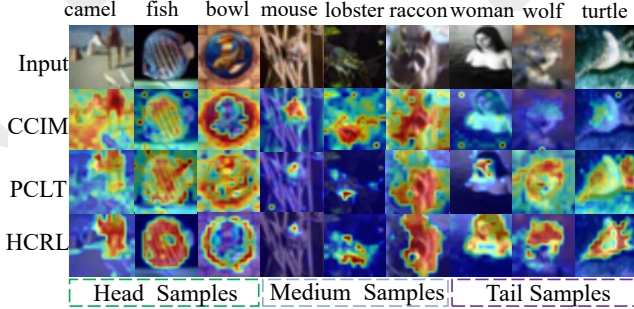 camel fish bowl mouse lobster raccon woman wolf turtle
Input
CCIM
PCLT
HCRL
Head Samples Medium Samples Tail Samples